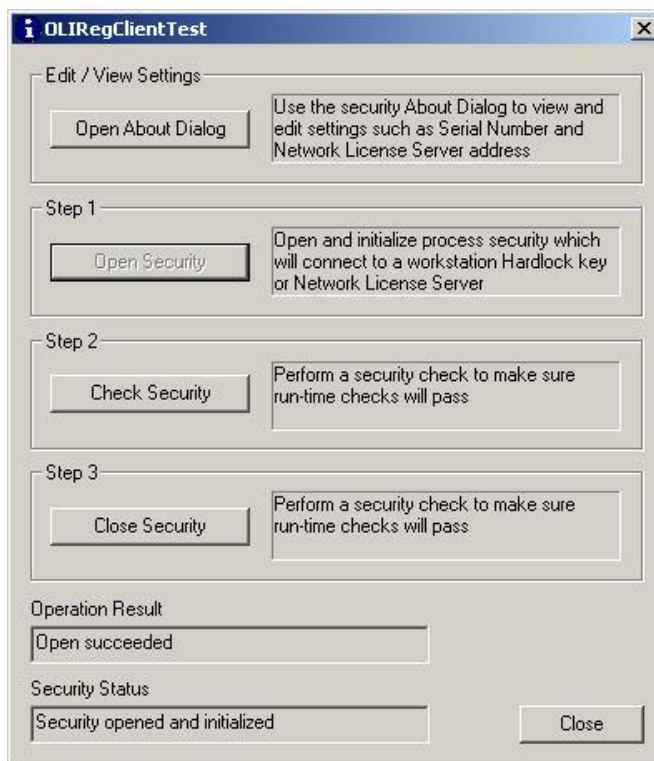 OLIRegClientTest
Edit / View Settings
Open About Dialog
Use the security About Dialog to view and
edit settings such as Serial Number and
Network License Server address
Step 1
Open Security
Open and initialize process security which
will connect to a workstation Hardlock key
or Network License Server
Step 2
Check Security
Perform a security check to make sure
run-time checks will pass
Step 3
Close Security
Perform a security check to make sure
run-time checks will pass
Operation Result
Open succeeded
Security Status
Security opened and initialized
Close